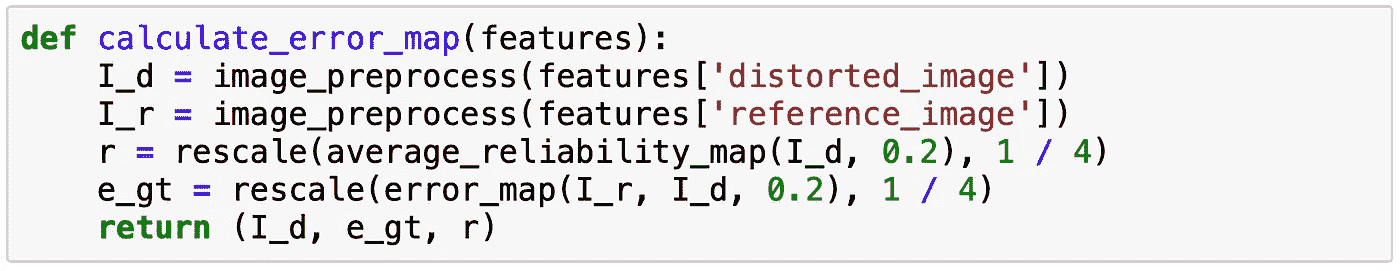 def calculate_error_map(features):
    I_d = image_preprocess(features['distorted_image'])
    I_r = image_preprocess(features['reference_image'])
    r = rescale(average_reliability_map(I_d, 0.2), 1 / 4)
    e_gt = rescale(error_map(I_r, I_d, 0.2), 1 / 4)
    return (I_d, e_gt, r)